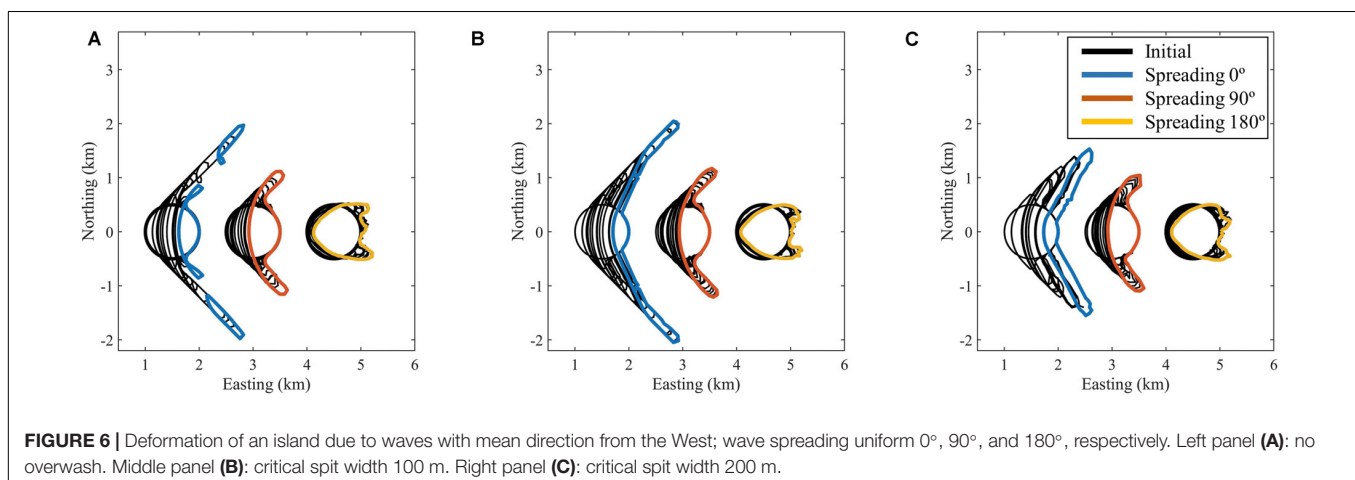 A
3
2
1
0
-1
-2
Northing (km)
1 2 3 4 5 6
Easting (km)
B
3
2
1
0
-1
-2
Northing (km)
1 2 3 4 5 6
Easting (km)
C
3
2
1
0
-1
-2
Northing (km)
1 2 3 4 5 6
Easting (km)
Initial
Spreading 0°
Spreading 90°
Spreading 180°
FIGURE 6 | Deformation of an island due to waves with mean direction from the West; wave spreading uniform 0°, 90°, and 180°, respectively. Left panel (A): no
overwash. Middle panel (B): critical spit width 100 m. Right panel (C): critical spit width 200 m.